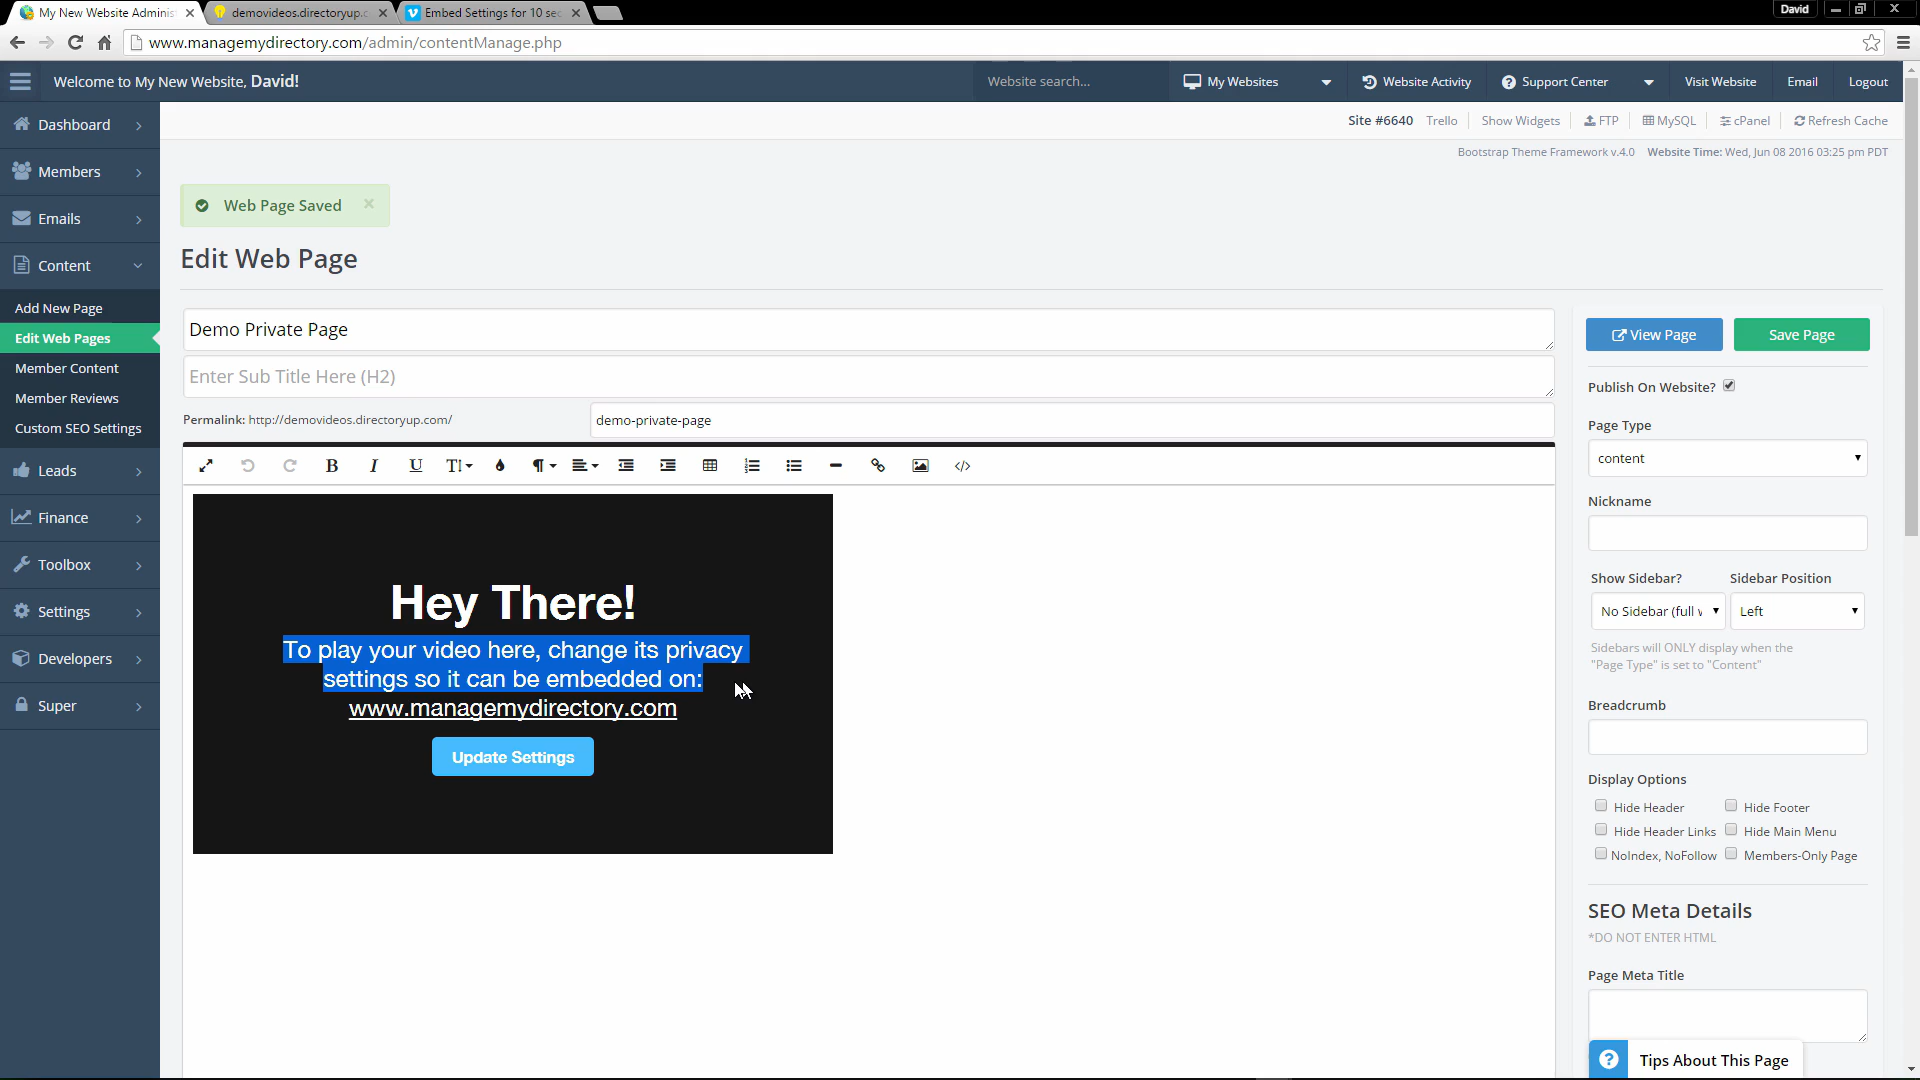 My New Website Adminis
demovideos.directoryup.c
Embed Settings for 10 sec
David
www.managemydirectory.com/admin/contentManage.php
Welcome to My New Website, David!
Website search...
My Websites
Website Activity
Support Center
Visit Website
Email
Logout
Site #6640
Trello
Show Widgets
FTP
MySQL
cPanel
Refresh Cache
Bootstrap Theme Framework v.4.0
Website Time: Wed, Jun 08 2016 03:25 pm PDT
Dashboard
Members
Emails
Content
Add New Page
Edit Web Pages
Member Content
Member Reviews
Custom SEO Settings
Leads
Finance
Toolbox
Settings
Developers
Super
Web Page Saved
Edit Web Page
Demo Private Page
Enter Sub Title Here (H2)
Permalink: http://demovideos.directoryup.com/
demo-private-page
Hey There!
To play your video here, change its privacy
settings so it can be embedded on:
www.managemydirectory.com
Update Settings
View Page
Save Page
Publish On Website?
Page Type
content
Nickname
Show Sidebar?
Sidebar Position
No Sidebar (full w
Left
Sidebars will ONLY display when the
"Page Type" is set to "Content"
Breadcrumb
Display Options
Hide Header
Hide Footer
Hide Header Links
Hide Main Menu
NoIndex, NoFollow
Members-Only Page
SEO Meta Details
*DO NOT ENTER HTML
Page Meta Title
Tips About This Page